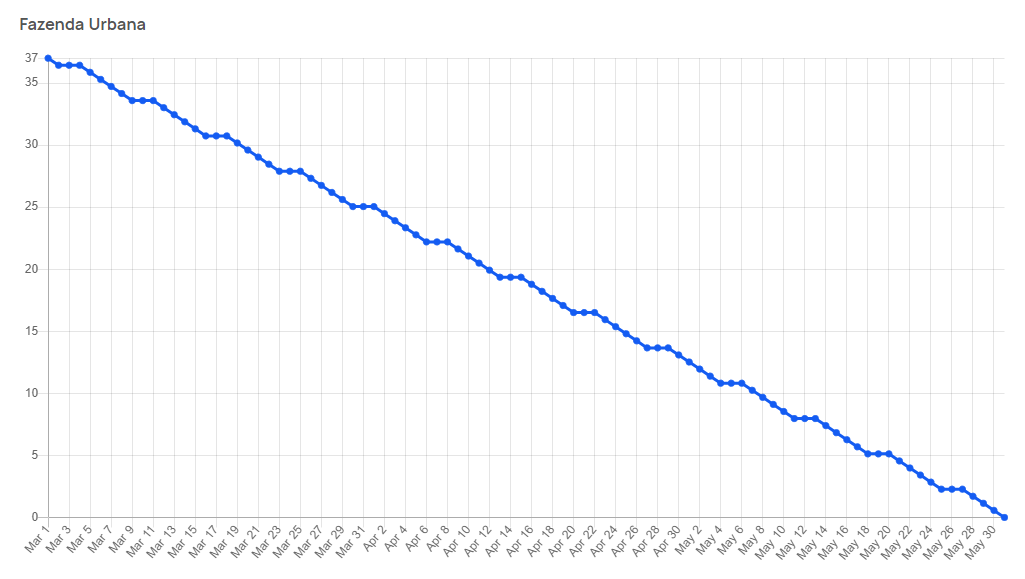 Fazenda Urbana
37
35
30
25
20
15
10
5
0
Mar 1
Mar 3
Mar 5
Mar 7
Mar 9
Mar 11
Mar 13
Mar 15
Mar 17
Mar 19
Mar 21
Mar 23
Mar 25
Mar 27
Mar 29
Mar 31
Apr 2
Apr 4
Apr 6
Apr 8
Apr 10
Apr 12
Apr 14
Apr 16
Apr 18
Apr 20
Apr 22
Apr 24
Apr 26
Apr 28
Apr 30
May 2
May 4
May 6
May 8
May 10
May 12
May 14
May 16
May 18
May 20
May 22
May 24
May 26
May 28
May 30